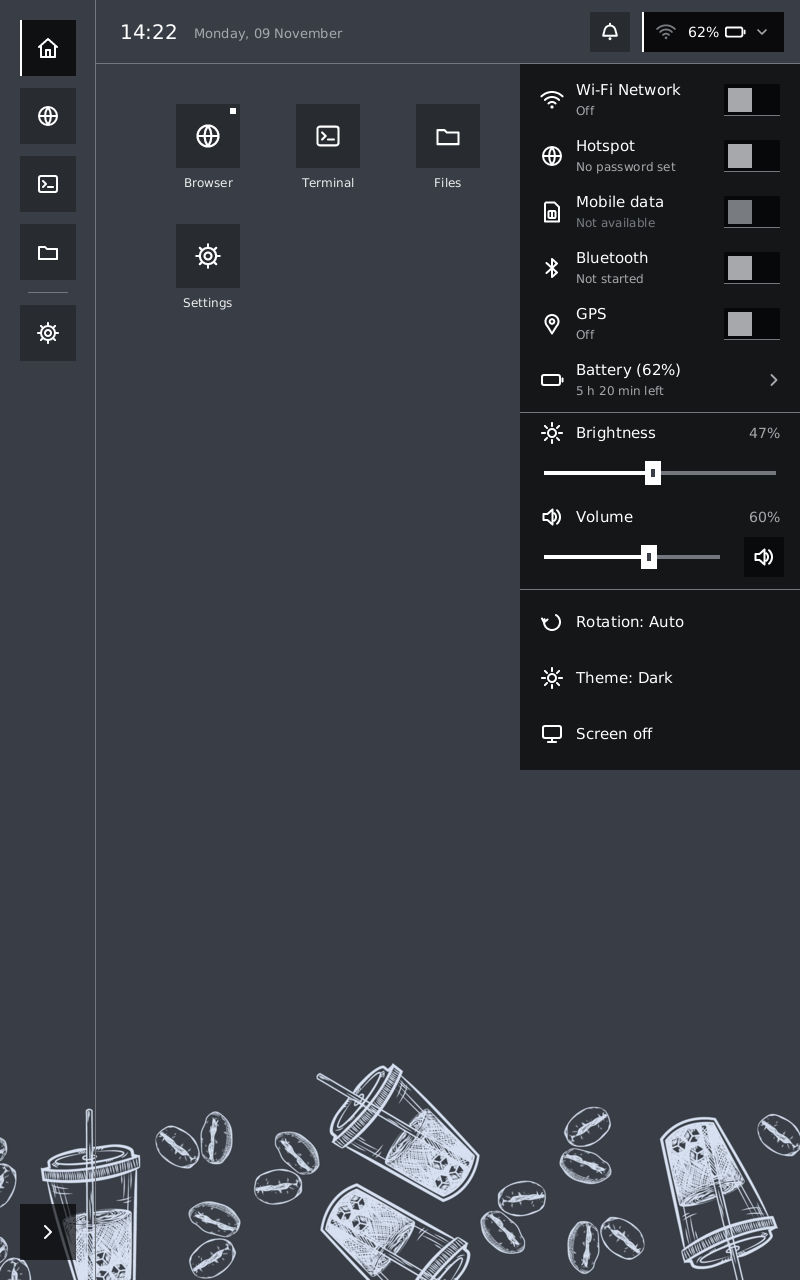 14:22 Monday, 09 November
62%
Browser
Terminal
Files
Settings
Wi-Fi Network
Off
Hotspot
No password set
Mobile data
Not available
Bluetooth
Not started
GPS
Off
Battery (62%)
5 h 20 min left
Brightness 47%
Volume 60%
Rotation: Auto
Theme: Dark
Screen off